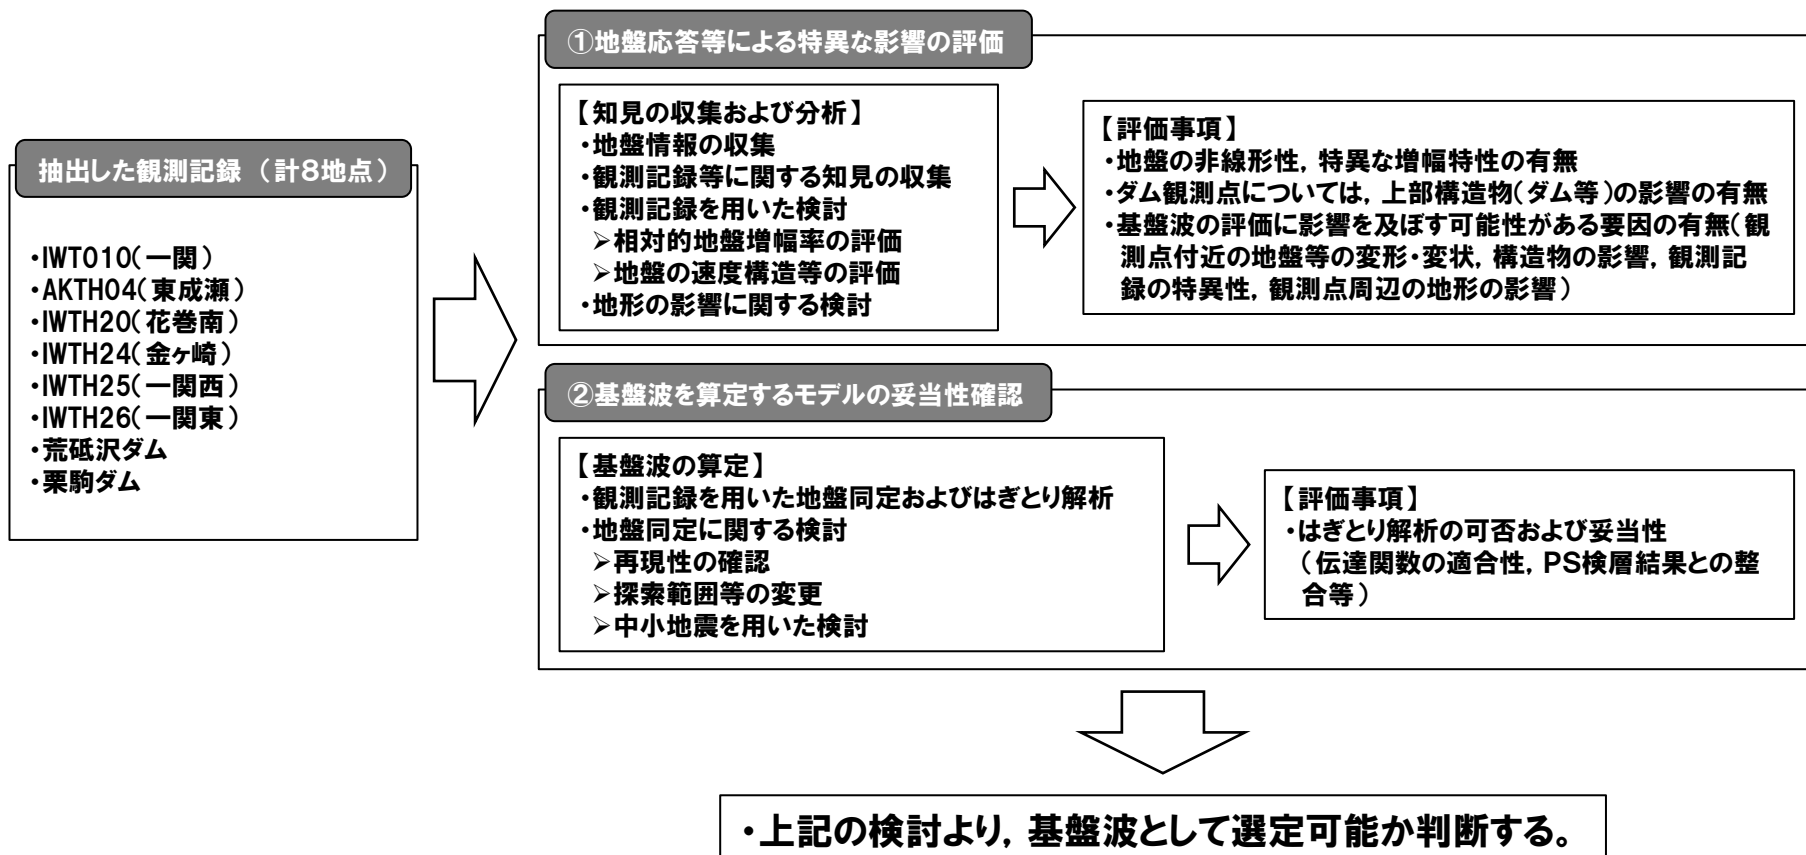 抽出した観測記録（計8地点）
・IWT010(一関)
・AKTH04(東成瀬)
・IWTH20(花巻南)
・IWTH24(金ヶ崎)
・IWTH25(一関西)
・IWTH26(一関東)
・荒砥沢ダム
・栗駒ダム
①地盤応答等による特異な影響の評価
【知見の収集および分析】
・地盤情報の収集
・観測記録等に関する知見の収集
・観測記録を用いた検討
➢相対的地盤増幅率の評価
➢地盤の速度構造等の評価
・地形の影響に関する検討
【評価事項】
・地盤の非線形性，特異な増幅特性の有無
・ダム観測点については，上部構造物(ダム等)の影響の有無
・基盤波の評価に影響を及ぼす可能性がある要因の有無(観
測点付近の地盤等の変形・変状，構造物の影響，観測記
録の特異性，観測点周辺の地形の影響)
②基盤波を算定するモデルの妥当性確認
【基盤波の算定】
・観測記録を用いた地盤同定およびはぎとり解析
・地盤同定に関する検討
➢再現性の確認
➢探索範囲等の変更
➢中小地震を用いた検討
【評価事項】
・はぎとり解析の可否および妥当性
(伝達関数の適合性，PS検層結果との整
合等)
・上記の検討より，基盤波として選定可能か判断する。